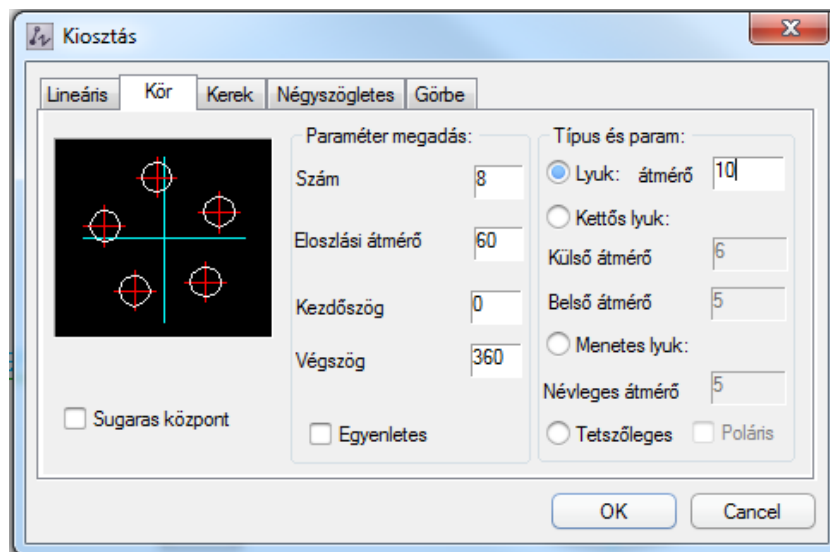 Kiosztás
Lineáris Kör Kerek Négyszögletes Görbe
Paraméter megadás:
Szám 8
Eloszlási átmérő 60
Kezdőszög 0
Végszög 360
Egyenletes
Sugaras központ
Típus és param:
Lyuk: átmérő 10
Kettős lyuk:
Külső átmérő 6
Belső átmérő 5
Menetes lyuk:
Névleges átmérő 5
Tetszőleges Poláris
OK Cancel